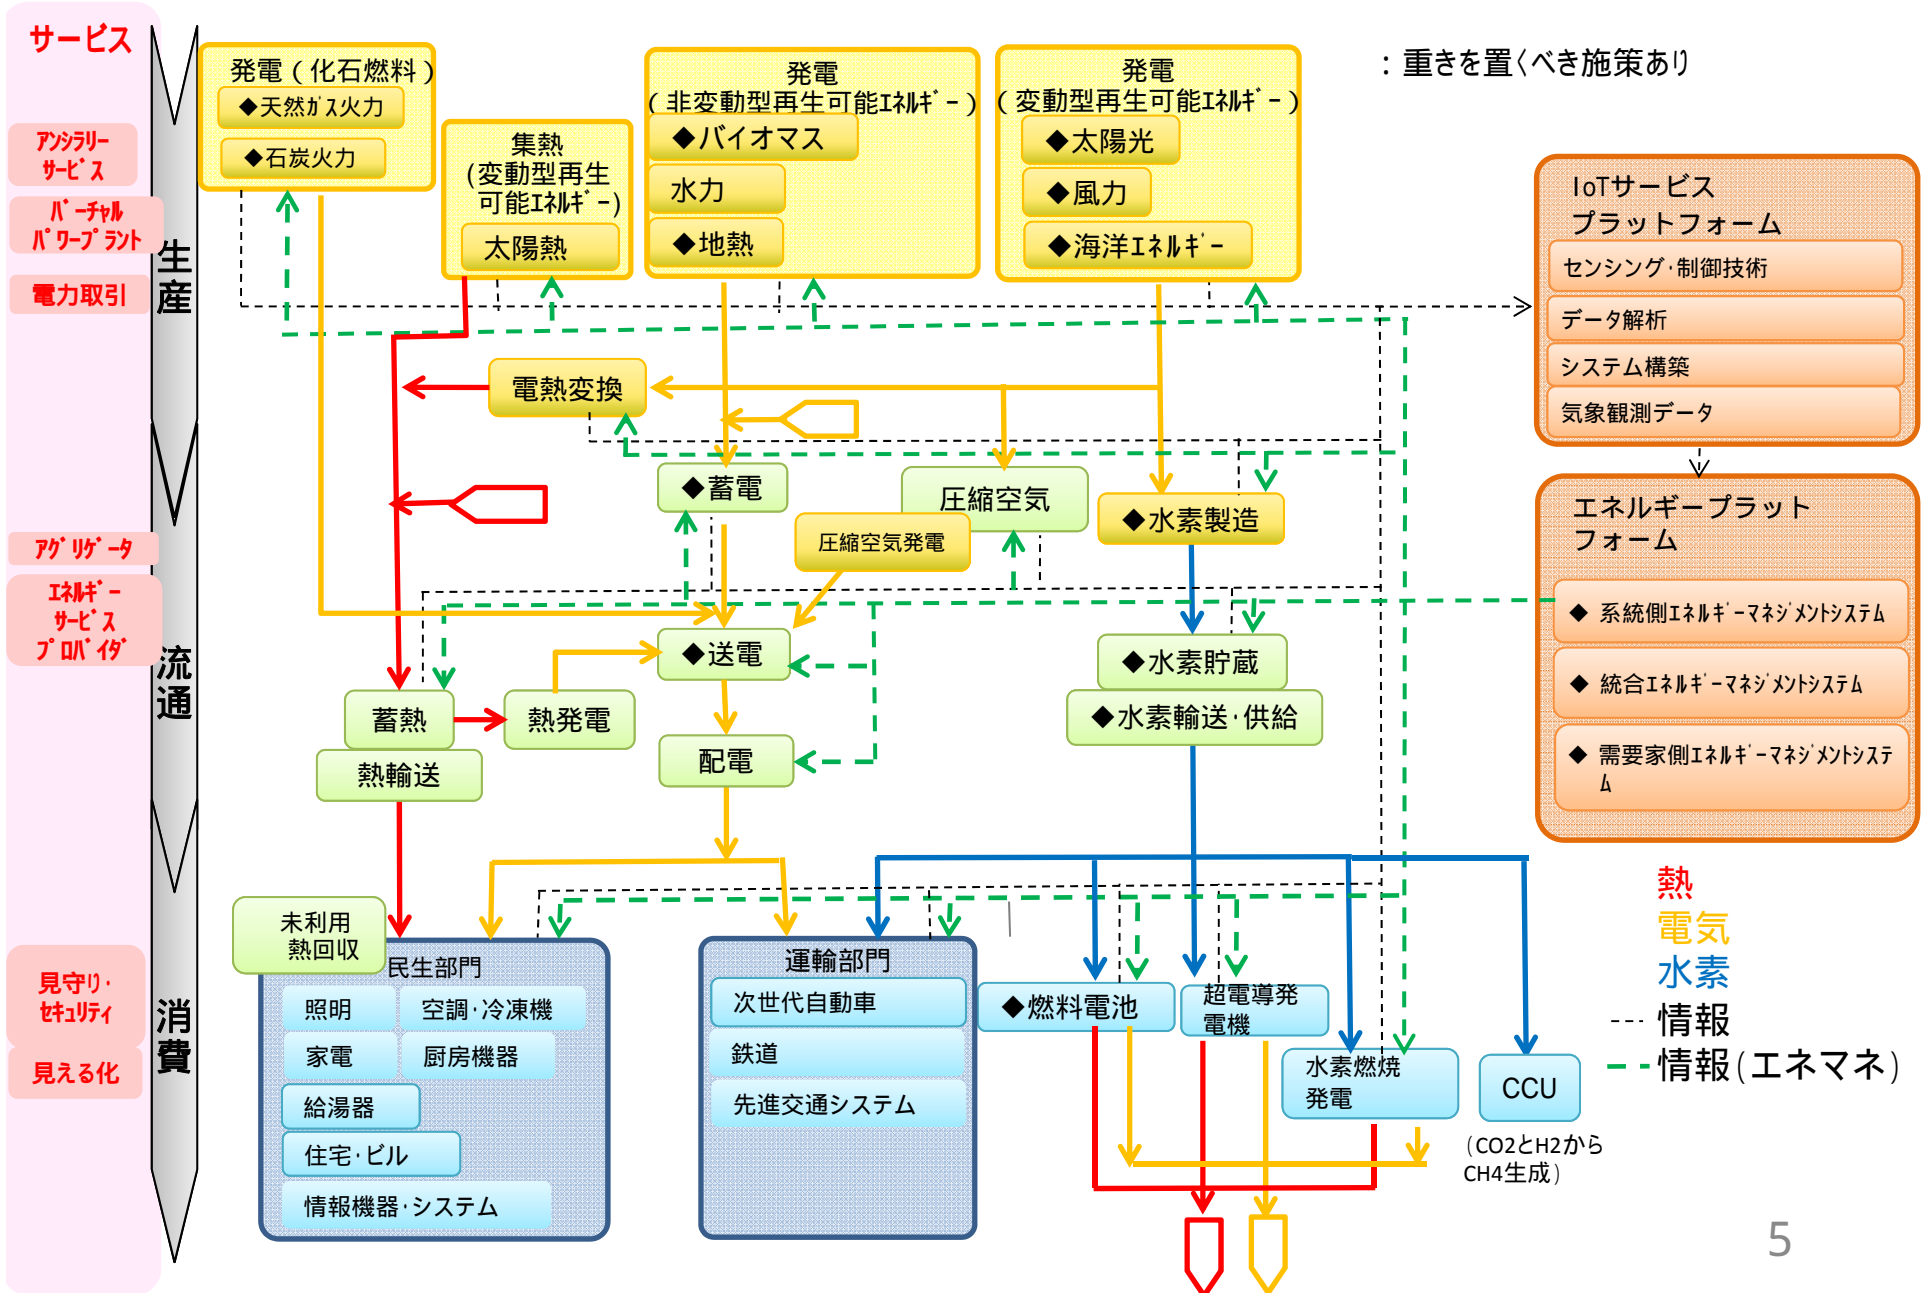 サービス
アンシラリー
サービス
バーチャル
パワープラント
電力取引
アグリゲータ
エネルギー
サービス
プロバイダ
見守り・
セキュリティ
見える化
生産
流通
消費
発電（化石燃料）
◆天然ガス火力
◆石炭火力
集熱
(変動型再生
可能エネルギー)
太陽熱
発電
（非変動型再生可能エネルギー）
◆バイオマス
水力
◆地熱
発電
（変動型再生可能エネルギー）
◆太陽光
◆風力
◆海洋エネルギー
：重きを置くべき施策あり
IoTサービス
プラットフォーム
センシング・制御技術
データ解析
システム構築
気象観測データ
エネルギープラット
フォーム
◆ 系統側エネルギーマネジメントシステム
◆ 統合エネルギーマネジメントシステム
◆ 需要家側エネルギーマネジメントシステ
ム
電熱変換
◆蓄電
圧縮空気
圧縮空気発電
◆水素製造
◆送電
◆水素貯蔵
◆水素輸送・供給
蓄熱
熱発電
熱輸送
配電
未利用
熱回収
民生部門
照明
空調・冷凍機
家電
厨房機器
給湯器
住宅・ビル
情報機器・システム
運輸部門
次世代自動車
鉄道
先進交通システム
◆燃料電池
超電導発
電機
水素燃焼
発電
CCU
（CO2とH2から
CH4生成）
熱
電気
水素
情報
情報(エネマネ)
5